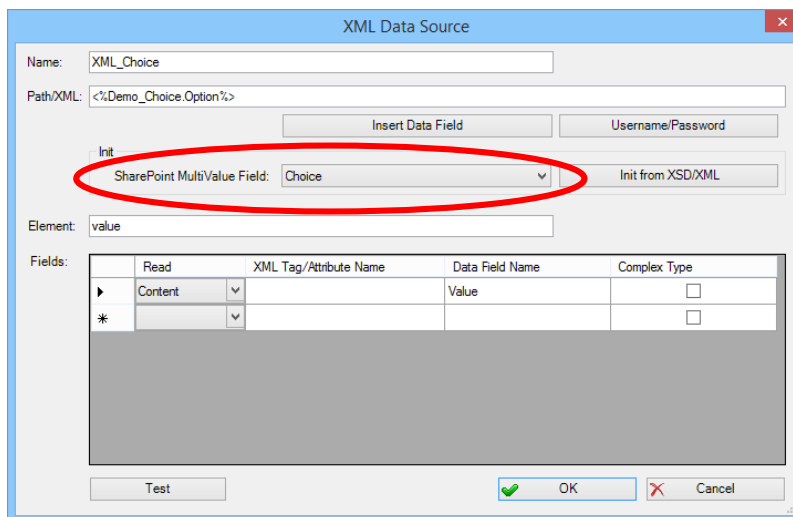 XML Data Source
Name: XML_Choice
Path/XML: <%Demo_Choice.Option%>
Insert Data Field Username/Password
Init
SharePoint MultiValue Field: Choice Init from XSD/XML
Element: value
Fields: Read XML Tag/Attribute Name Data Field Name Complex Type
Content Value
Test OK Cancel